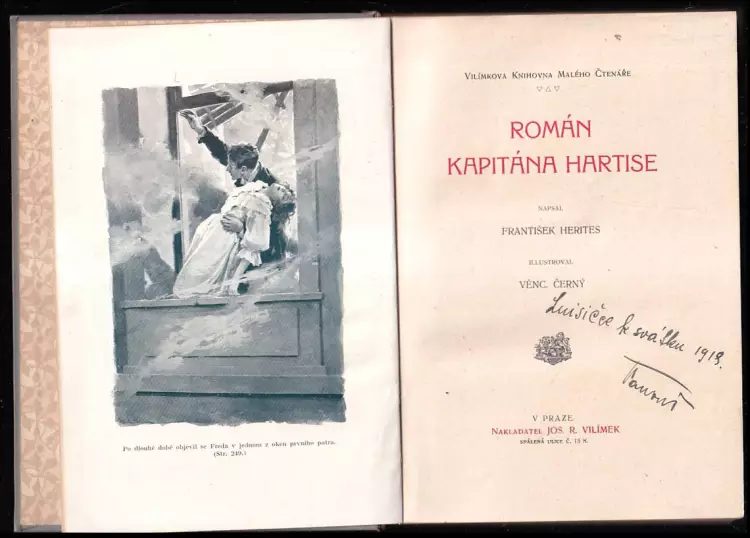 Po dlouhé době objevil se Freda v jednom z oken prvního patra.
(Str. 249.)
Vilímkova Knihovna Malého Čtenáře
ROMÁN
KAPITÁNA HARTISE
NAPSAL
FRANTIŠEK HERITES
ILLUSTROVAL
VĚNC. ČERNÝ
Luisičce k svátku 1913.
V PRAZE.
NAKLADATEL JOS. R. VILÍMEK
SPÁLENÁ ULICE Č. 13 N.